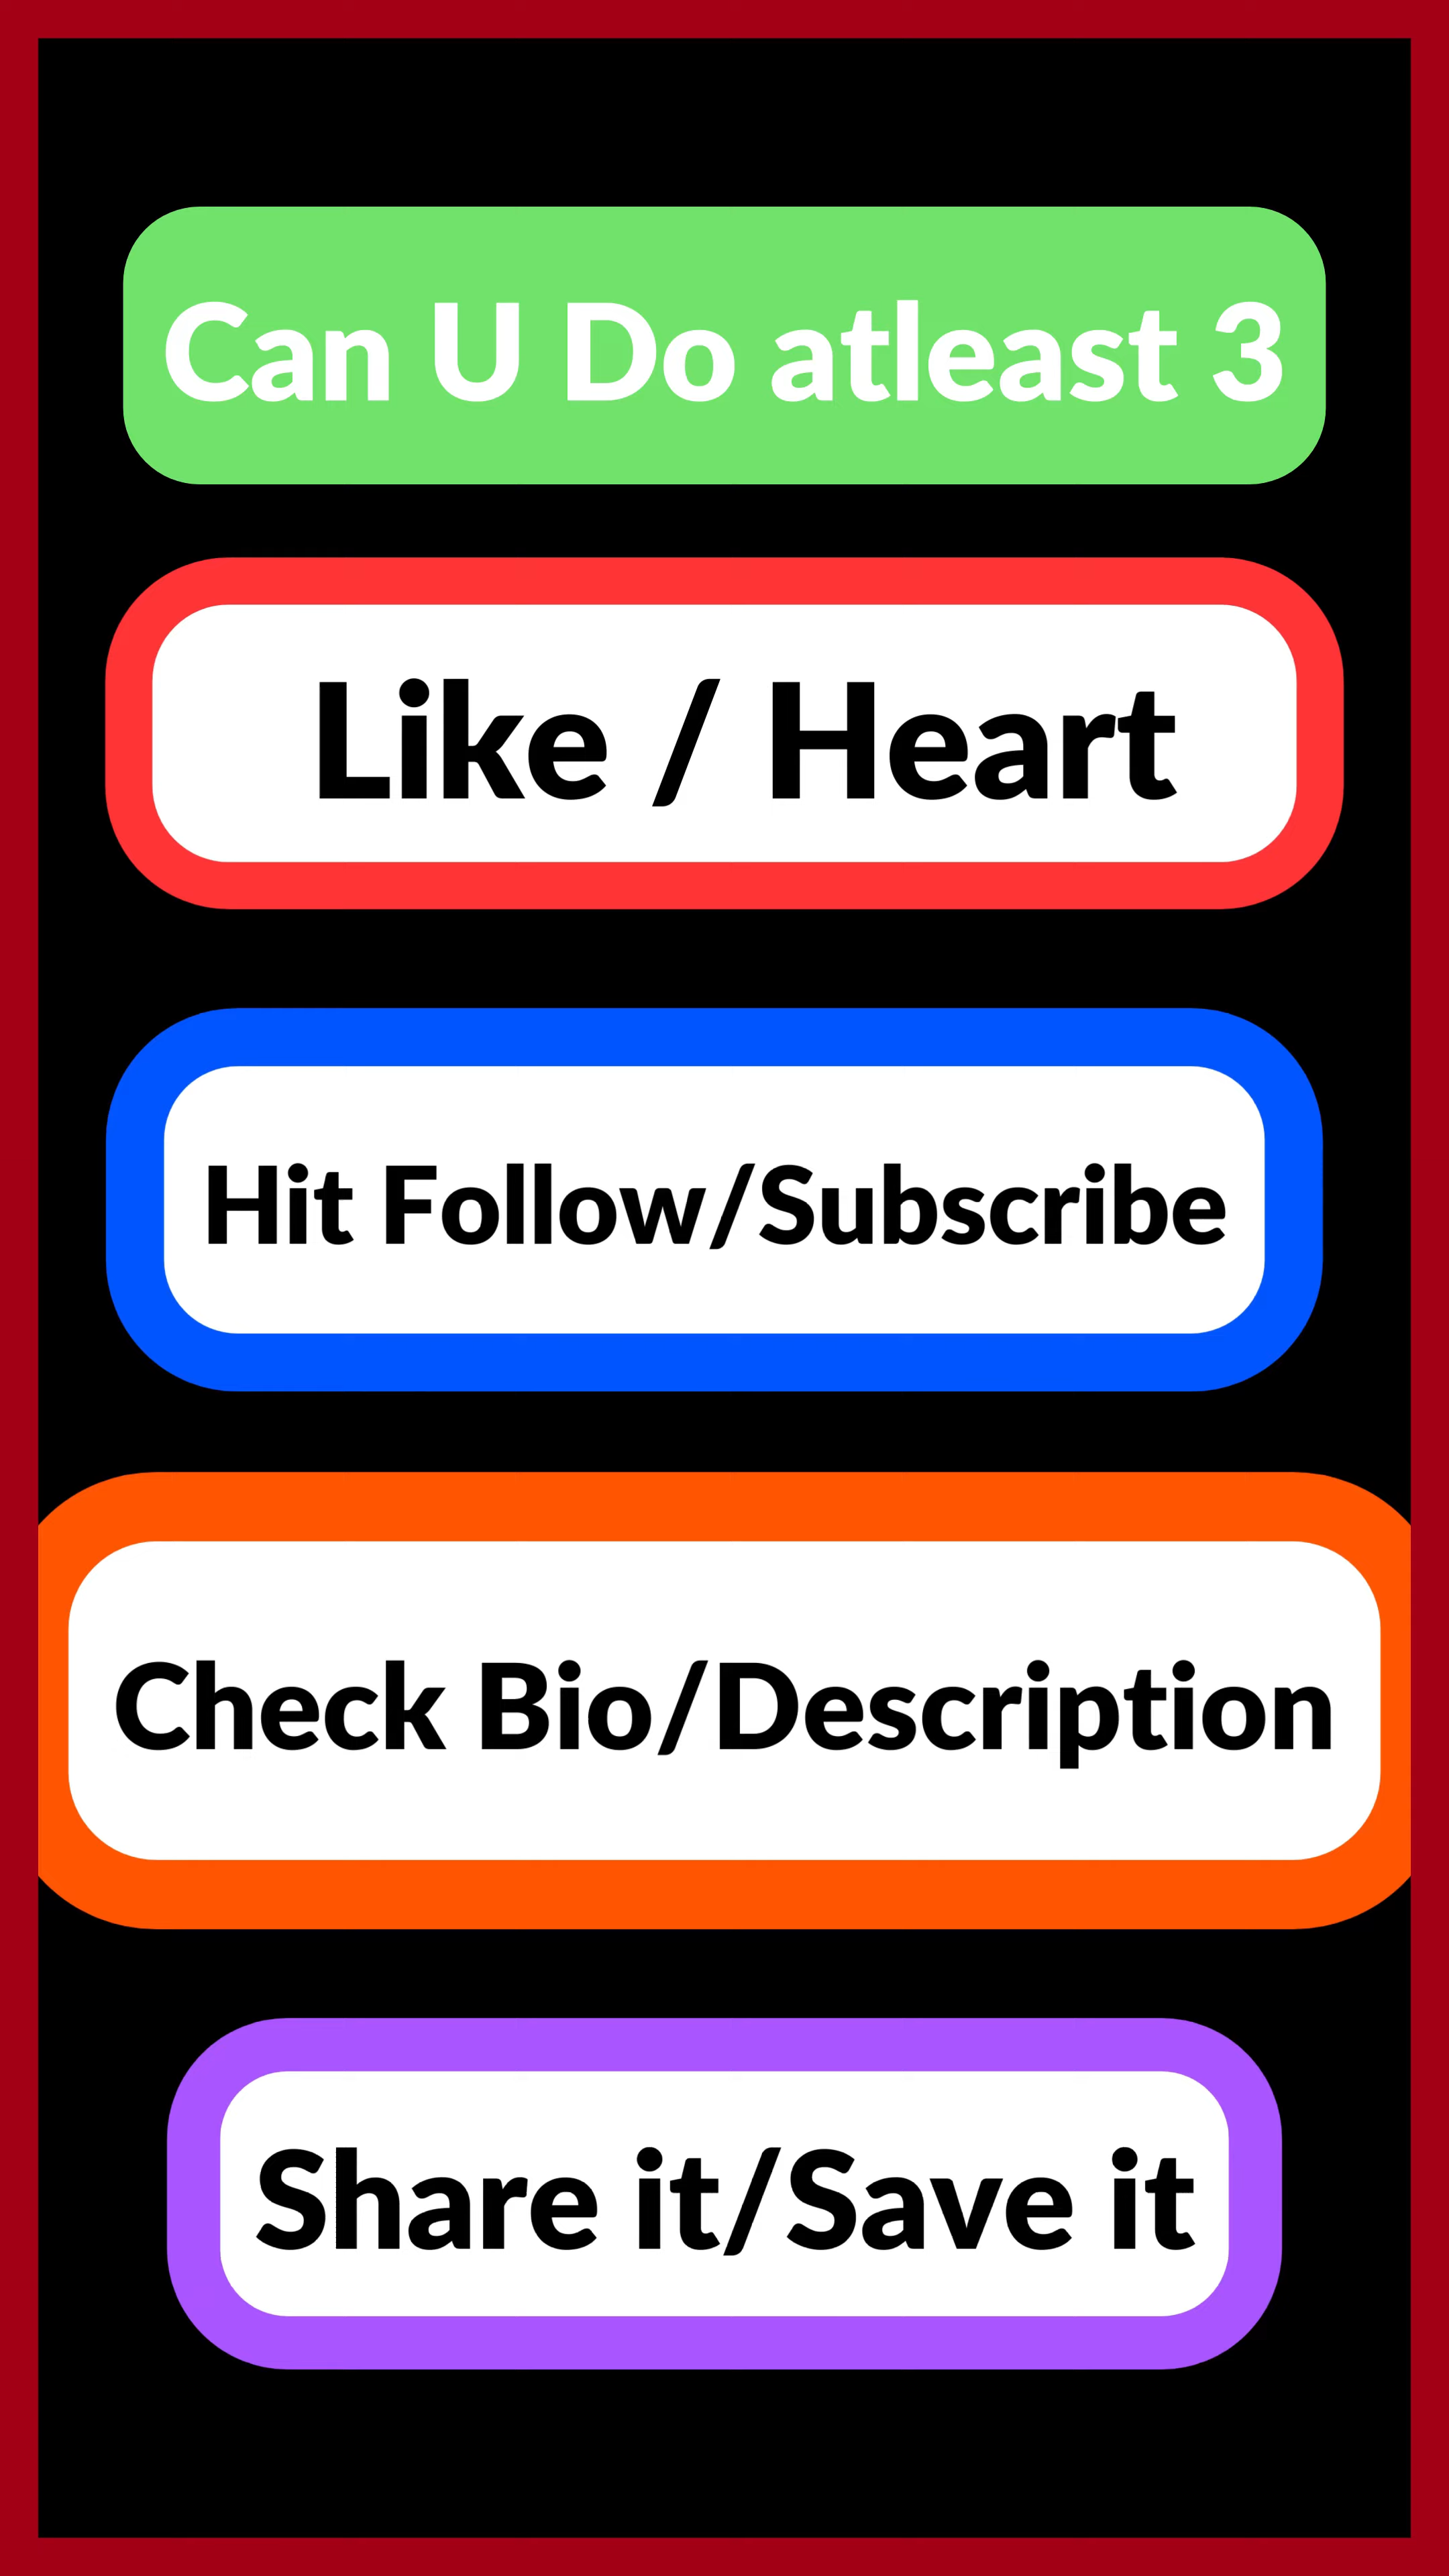 Can U Do atleast 3
Like / Heart
Hit Follow/Subscribe
Check Bio/Description
Share it/Save it